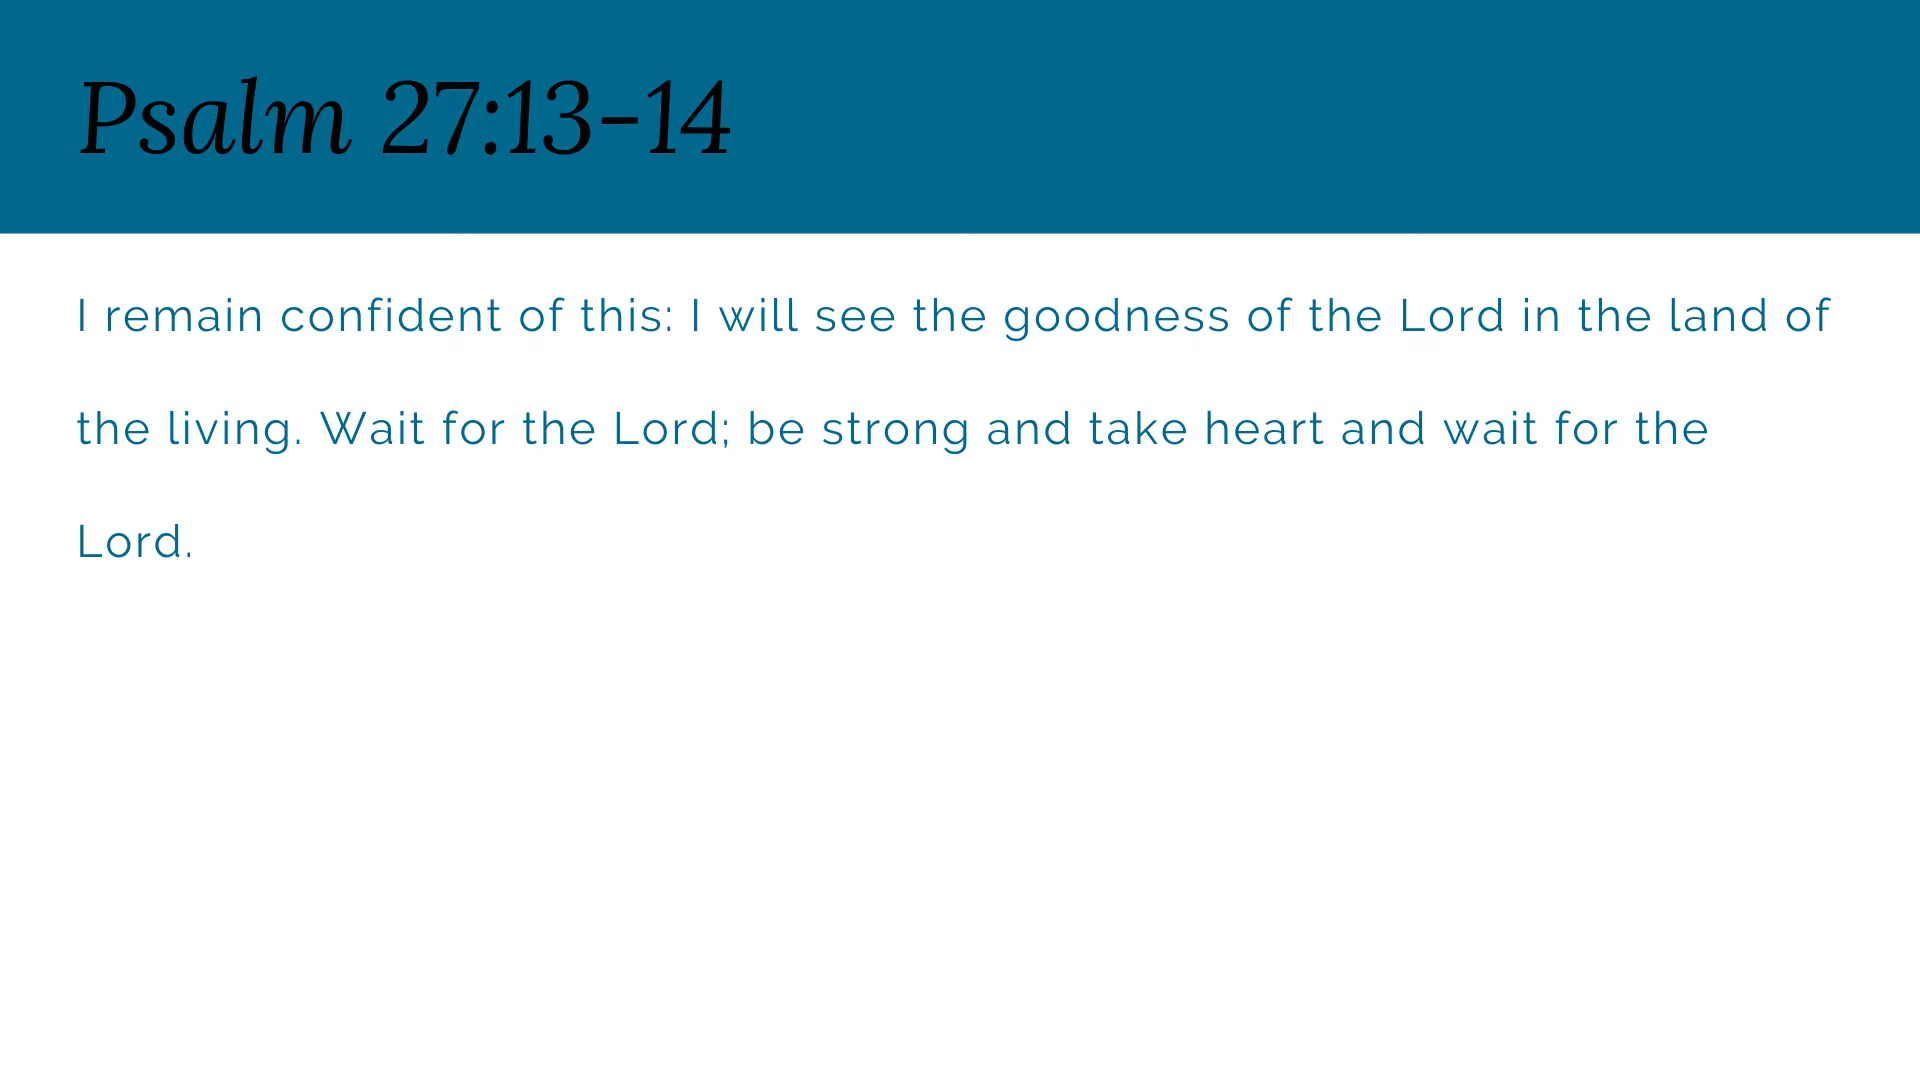 Psalm 27:13-14
I remain confident of this: I will see the goodness of the Lord in the land of
the living. Wait for the Lord; be strong and take heart and wait for the
Lord.